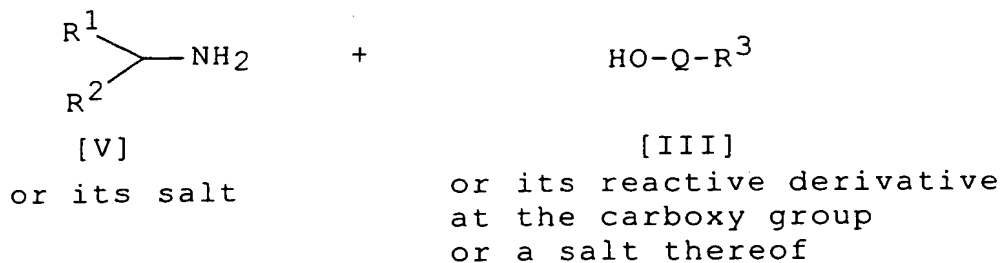 R1
NH2 + HO-Q-R3
R2
[V] [III]
or its salt or its reactive derivative
at the carboxy group
or a salt thereof